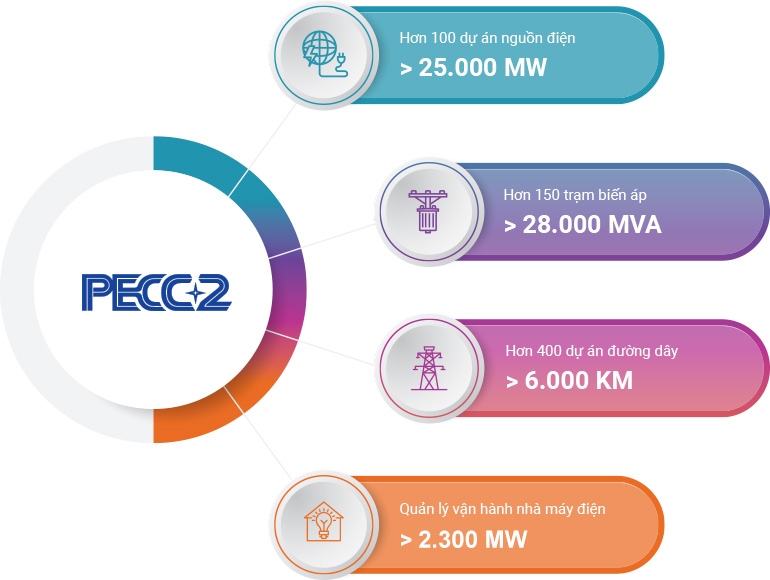 Hơn 100 dự án nguồn điện
> 25.000 MW
Hơn 150 trạm biến áp
> 28.000 MVA
PECC2
Hơn 400 dự án đường dây
> 6.000 KM
Quản lý vận hành nhà máy điện
> 2.300 MW